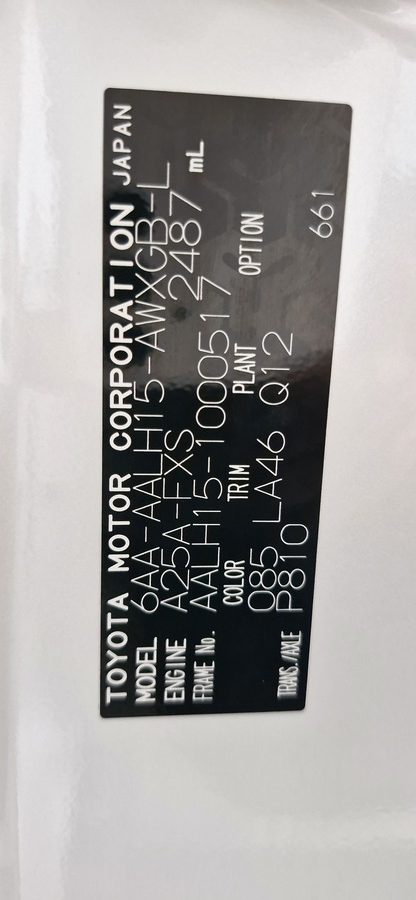 TOYOTA MOTOR CORPORATION JAPAN
MODEL 6AA-AALH15-AWXGB-L
ENGINE A25A-FXS 2487 mL
FRAME No. AALH15-1000517
COLOR TRIM PLANT OPTION
085 LA46 Q12
TRANS./AXLE P810 661